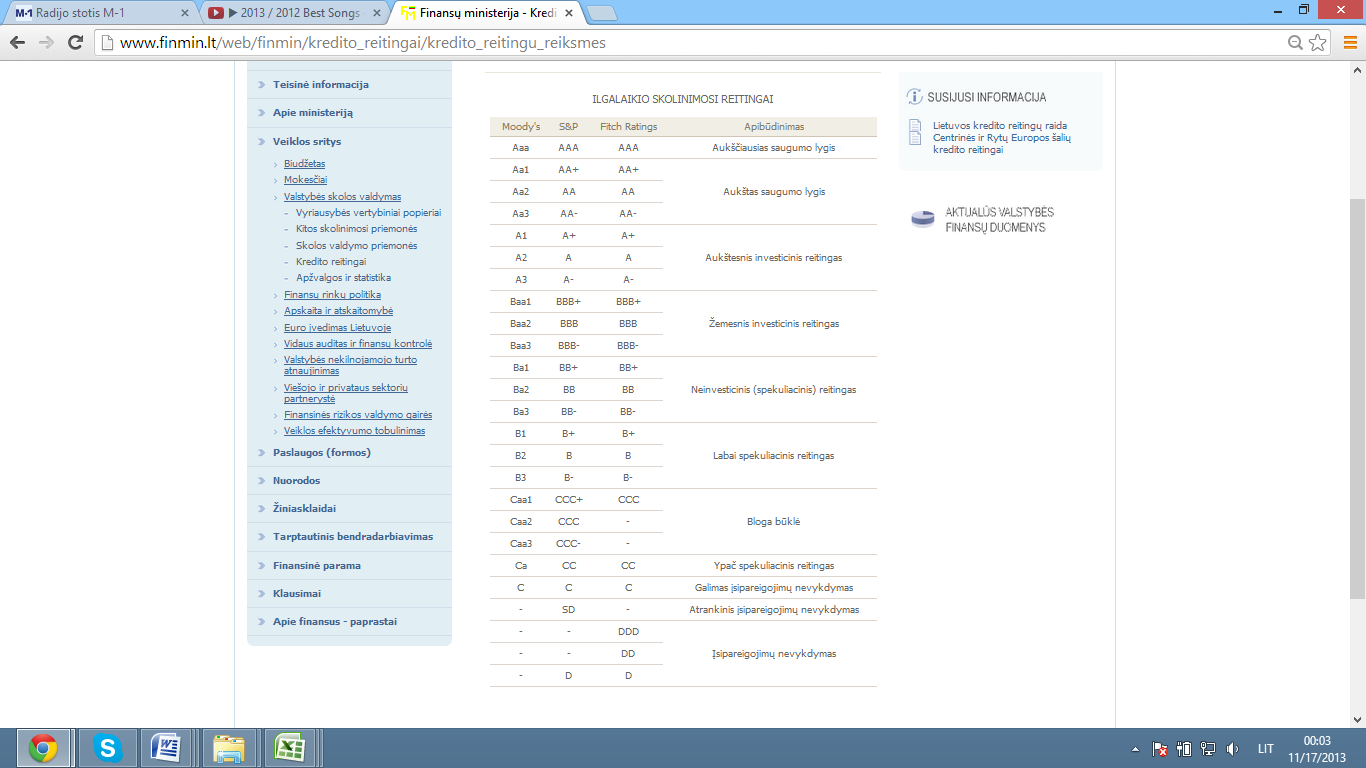 M-1 Radijo stotis M-1
▶ 2013 / 2012 Best Songs
Finansų ministerija - Kredi
www.finmin.lt/web/finmin/kredito_reitingai/kredito_reitingu_reiksmes
Teisinė informacija
Apie ministeriją
Veiklos sritys
Biudžetas
Mokesčiai
Valstybės skolos valdymas
- Vyriausybės vertybiniai popieriai
- Kitos skolinimosi priemonės
- Skolos valdymo priemonės
- Kredito reitingai
- Apžvalgos ir statistika
Finansų rinkų politika
Apskaita ir atskaitomybė
Euro įvedimas Lietuvoje
Vidaus auditas ir finansų kontrolė
Valstybės nekilnojamojo turto
atnaujinimas
Viešojo ir privataus sektorių
partnerystė
Finansinės rizikos valdymo gairės
Veiklos efektyvumo tobulinimas
Paslaugos (formos)
Nuorodos
Žiniasklaidai
Tarptautinis bendradarbiavimas
Finansinė parama
Klausimai
Apie finansus - paprastai
ILGALAIKIO SKOLINIMOSI REITINGAI
Moody's S&P Fitch Ratings Apibūdinimas
Aaa AAA AAA Aukščiausias saugumo lygis
Aa1 AA+ AA+
Aa2 AA AA Aukštas saugumo lygis
Aa3 AA- AA-
A1 A+ A+
A2 A A Aukštesnis investicinis reitingas
A3 A- A-
Baa1 BBB+ BBB+
Baa2 BBB BBB Žemesnis investicinis reitingas
Baa3 BBB- BBB-
Ba1 BB+ BB+
Ba2 BB BB Neinvesticinis (spekuliacinis) reitingas
Ba3 BB- BB-
B1 B+ B+
B2 B B Labai spekuliacinis reitingas
B3 B- B-
Caa1 CCC+ CCC
Caa2 CCC - Bloga būklė
Caa3 CCC- -
Ca CC CC Ypač spekuliacinis reitingas
C C C Galimas įsipareigojimų nevykdymas
- SD - Atrankinis įsipareigojimų nevykdymas
- - DDD
- - DD Įsipareigojimų nevykdymas
- D D
SUSIJUSI INFORMACIJA
Lietuvos kredito reitingų raida
Centrinės ir Rytų Europos šalių
kredito reitingai
AKTUALŪS VALSTYBĖS
FINANSŲ DUOMENYS
LIT
00:03
11/17/2013